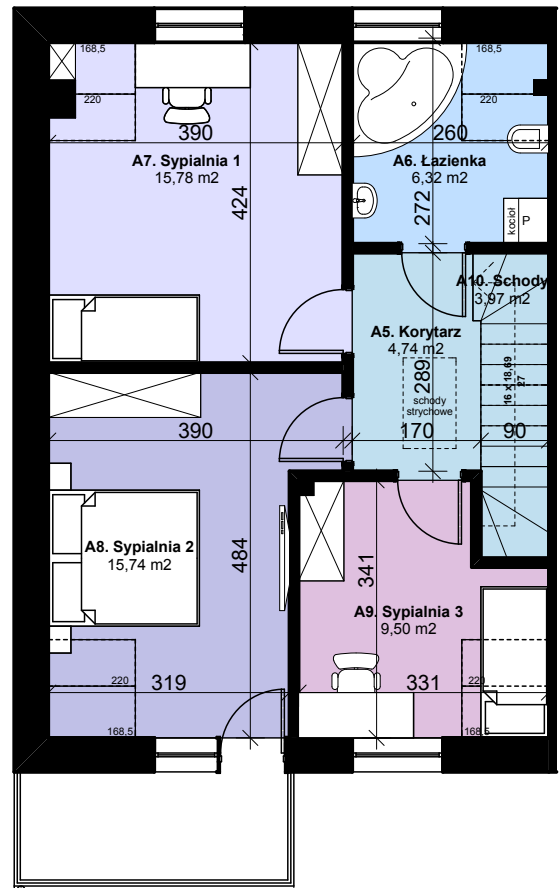 168,5
220
390
A7. Sypialnia 1
15,78 m2
424
168,5
220
260
A6. Łazienka
6,32 m2
272
kocioł
P
A10. Schody
3,97 m2
A5. Korytarz
4,74 m2
289
schody
strychowe
16 x 18,69
27
390
170
90
A8. Sypialnia 2
15,74 m2
484
341
A9. Sypialnia 3
9,50 m2
220
319
168,5
331
220
168,5